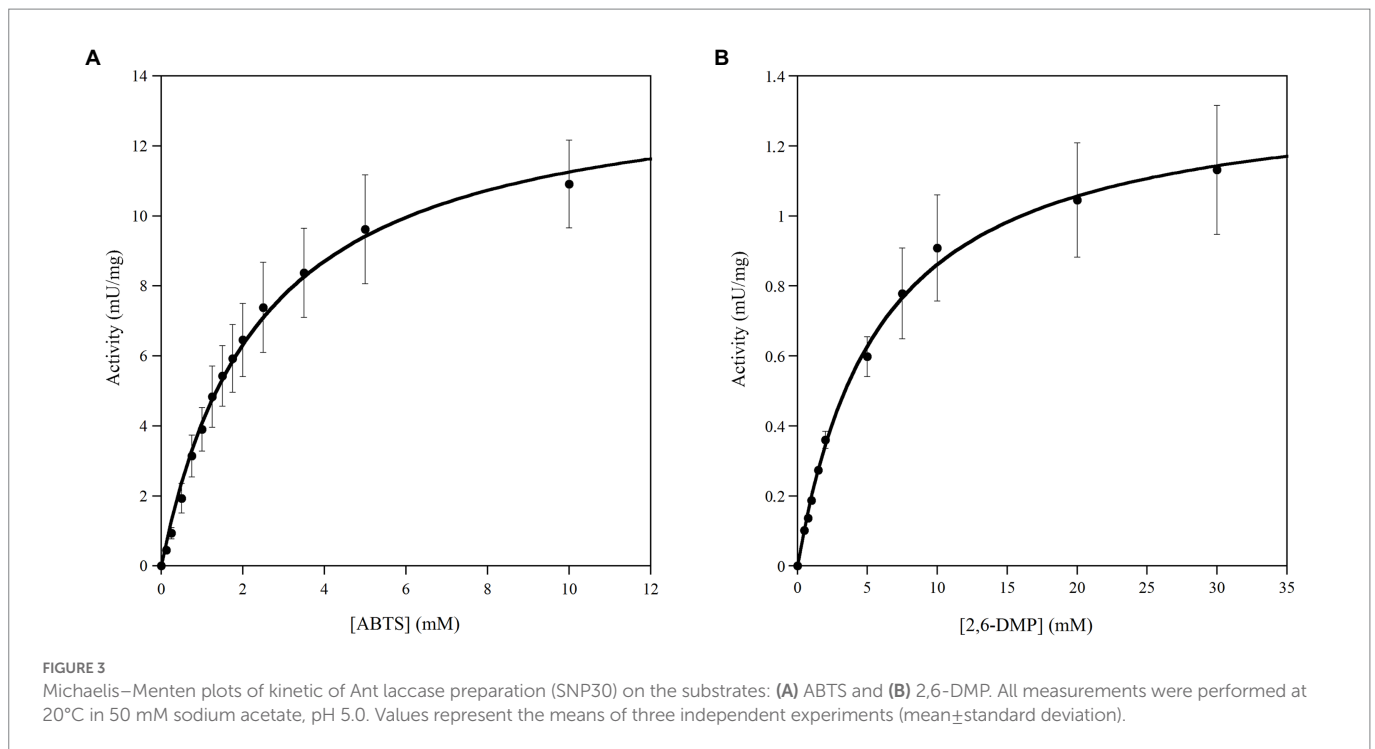 A
B
14
12
10
8
6
4
2
0
Activity (mU/mg)
0 2 4 6 8 10 12
[ABTS] (mM)
1.4
1.2
1
0.8
0.6
0.4
0.2
0
Activity (mU/mg)
0 5 10 15 20 25 30 35
[2,6-DMP] (mM)
FIGURE 3
Michaelis–Menten plots of kinetic of Ant laccase preparation (SNP30) on the substrates: (A) ABTS and (B) 2,6-DMP. All measurements were performed at
20°C in 50 mM sodium acetate, pH 5.0. Values represent the means of three independent experiments (mean±standard deviation).